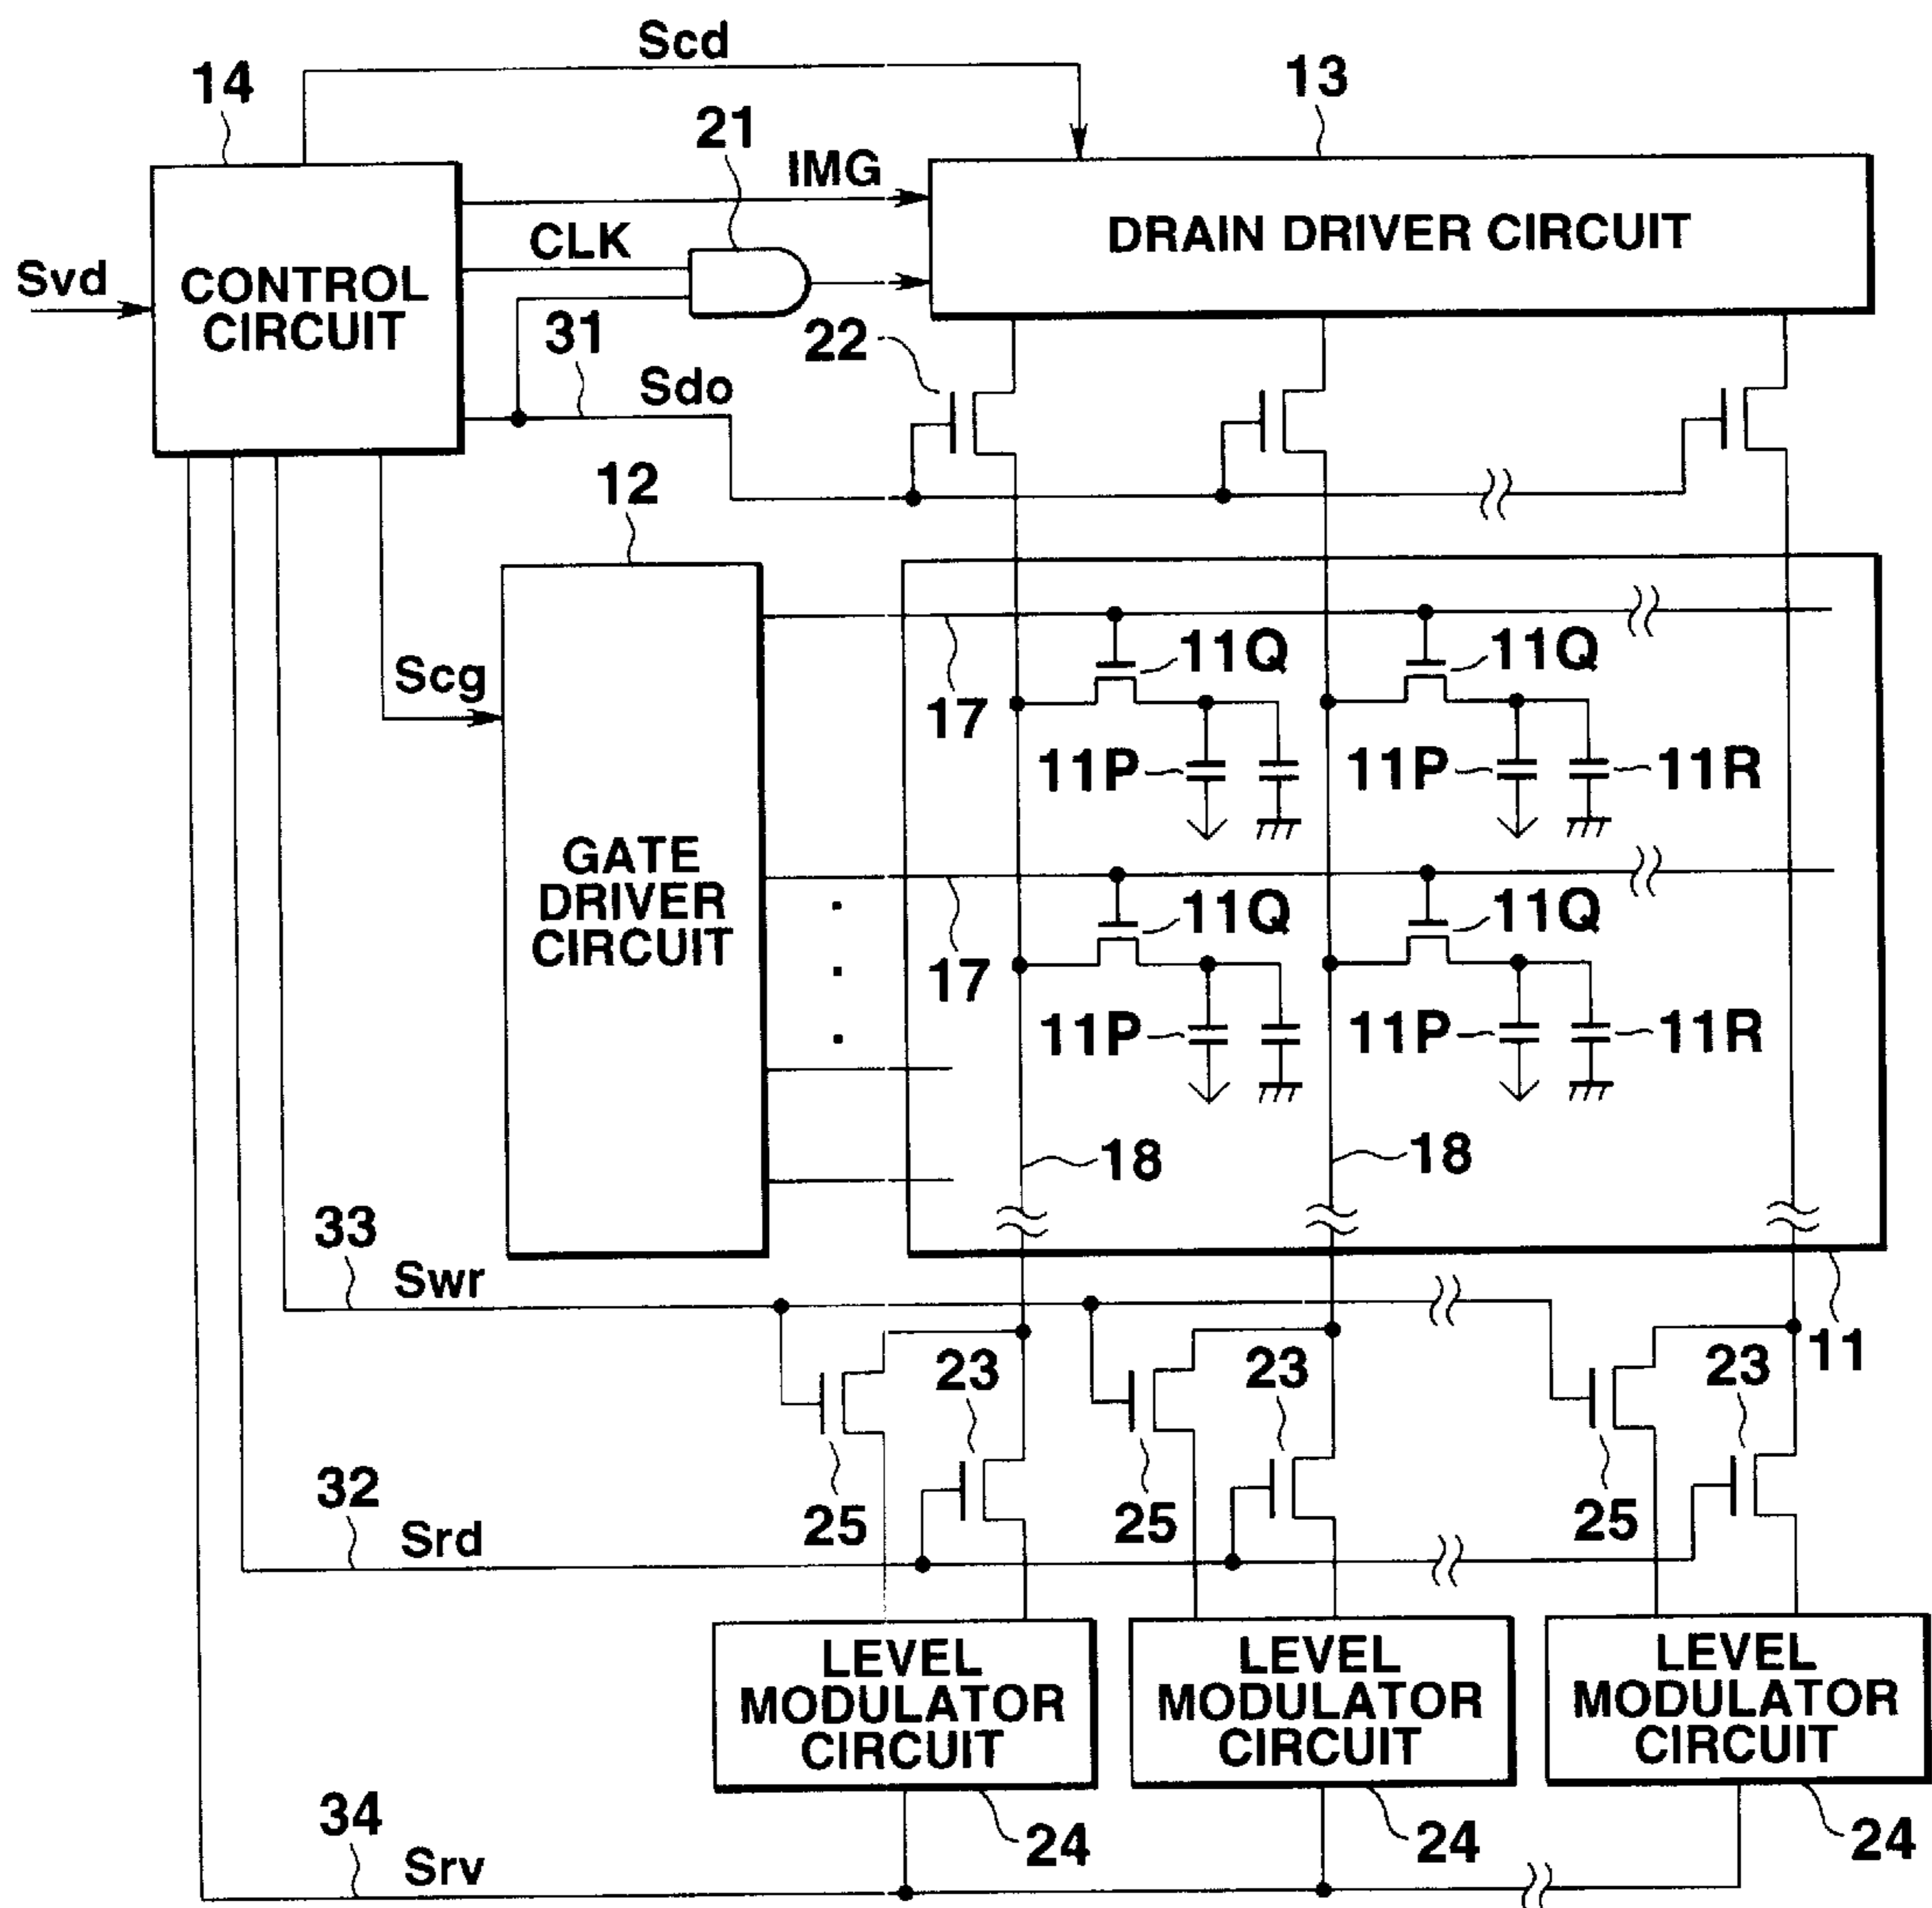 Scd
14
13
21
IMG
DRAIN DRIVER CIRCUIT
CLK
Svd
CONTROL
CIRCUIT
31
22
Sdo
12
11Q
11Q
Scg
17
11P
11P
11R
GATE
DRIVER
CIRCUIT
11Q
11Q
17
11P
11P
11R
18
18
33
Swr
11
23
23
23
32
Srd
25
25
25
LEVEL
MODULATOR
CIRCUIT
LEVEL
MODULATOR
CIRCUIT
LEVEL
MODULATOR
CIRCUIT
34
Srv
24
24
24